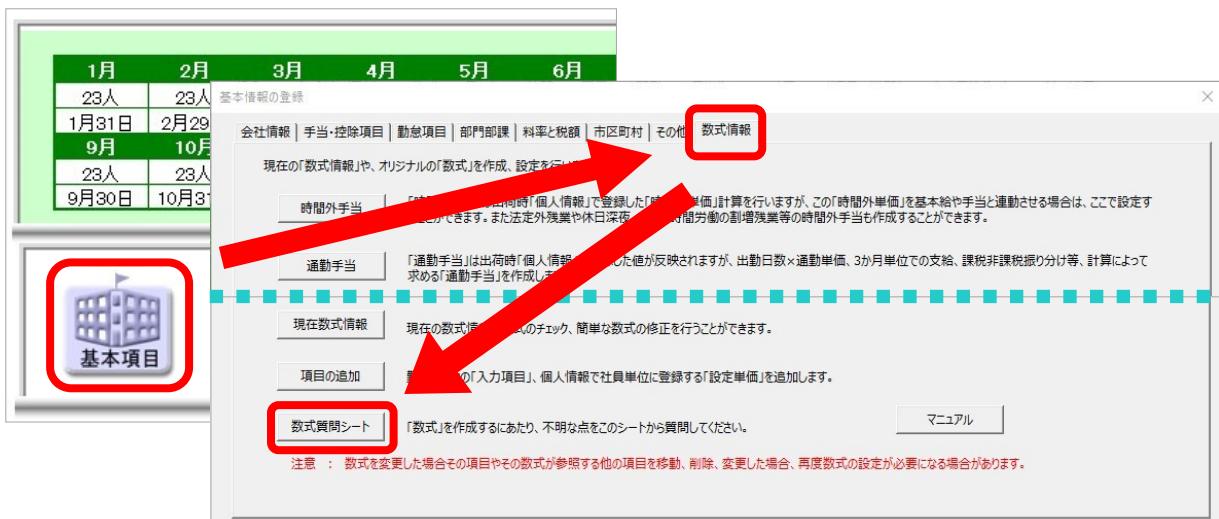 1月 2月 3月 4月 5月 6月
23人 23人
1月31日 2月29
9月 10月
23人 23人
9月30日 10月31
基本項目
基本情報の登録
会社情報 手当・控除項目 勤怠項目 部門部課 料率と税額 市区町村 その他 数式情報
現在の「数式情報」や、オリジナルの「数式」を作成、設定を行い
時間外手当
「時間 出荷時「個人情報」で登録した「時 単価」計算を行いますが、この「時間外単価」を基本給や手当と連動させる場合は、ここで設定す
とができます。また法定外残業や休日深夜 時間労働の割増残業等の時間外手当も作成することができます。
通勤手当
「通勤手当」は出荷時「個人情報 した値が反映されますが、出勤日数×通勤単価、3か月単位での支給、課税非課税振り分け等、計算によって
求める「通勤手当」を作成しま
現在数式情報
現在の数式情 式のチェック、簡単な数式の修正を行うことができます。
項目の追加
の「入力項目」、個人情報で社員単位に登録する「設定単価」を追加します。
数式質問シート
「数式」を作成するにあたり、不明な点をこのシートから質問してください。
マニュアル
注意 ： 数式を変更した場合その項目やその数式が参照する他の項目を移動、削除、変更した場合、再度数式の設定が必要になる場合があります。